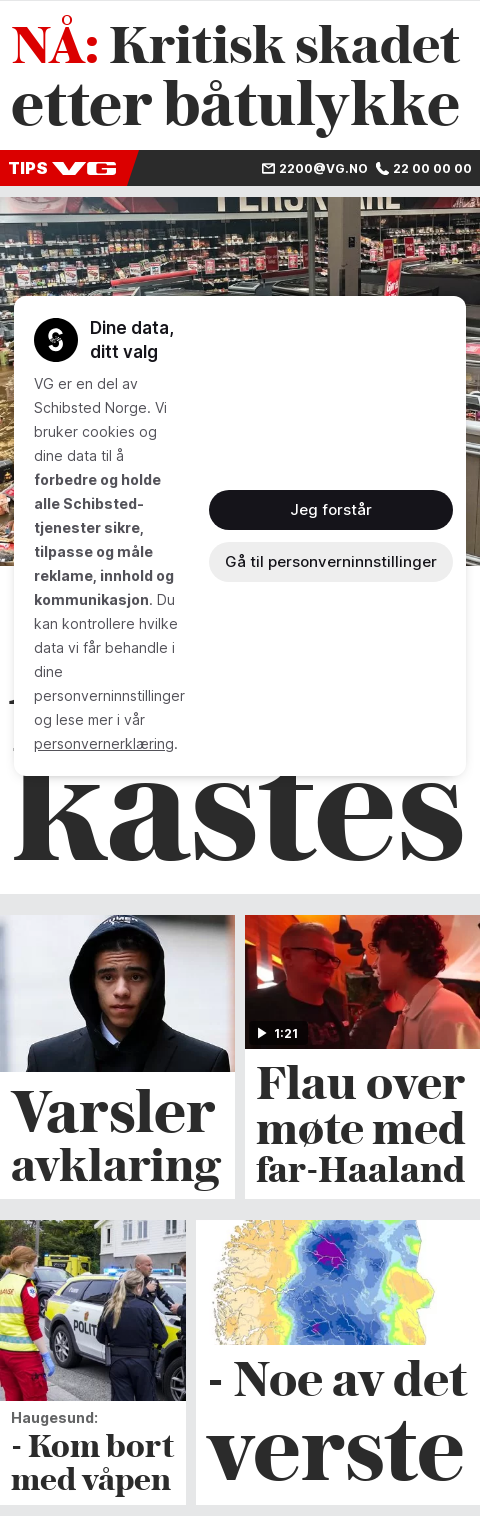 NÅ: Kritisk skadet
etter båtulykke
TIPS VG
2200@VG.NO 22 00 00 00
Dine data,
ditt valg
VG er en del av
Schibsted Norge. Vi
bruker cookies og
dine data til å
forbedre og holde
alle Schibsted-
tjenester sikre,
tilpasse og måle
reklame, innhold og
kommunikasjon. Du
kan kontrollere hvilke
data vi får behandle i
dine
personverninnstillinger
og lese mer i vår
personvernerklæring.
Jeg forstår
Gå til personverninnstillinger
kastes
1:21
Varsler
avklaring
Flau over
møte med
far-Haaland
POLITI
Haugesund:
- Kom bort
med våpen
- Noe av det
verste